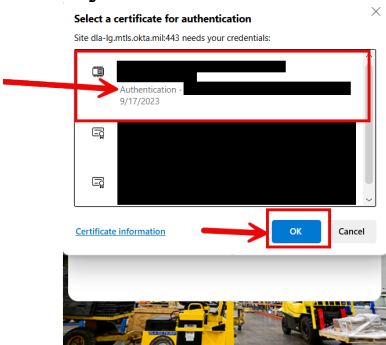 Select a certificate for authentication
Site dla-lg.mtls.okta.mil:443 needs your credentials:
Authentication -
9/17/2023
Certificate information
OK
Cancel